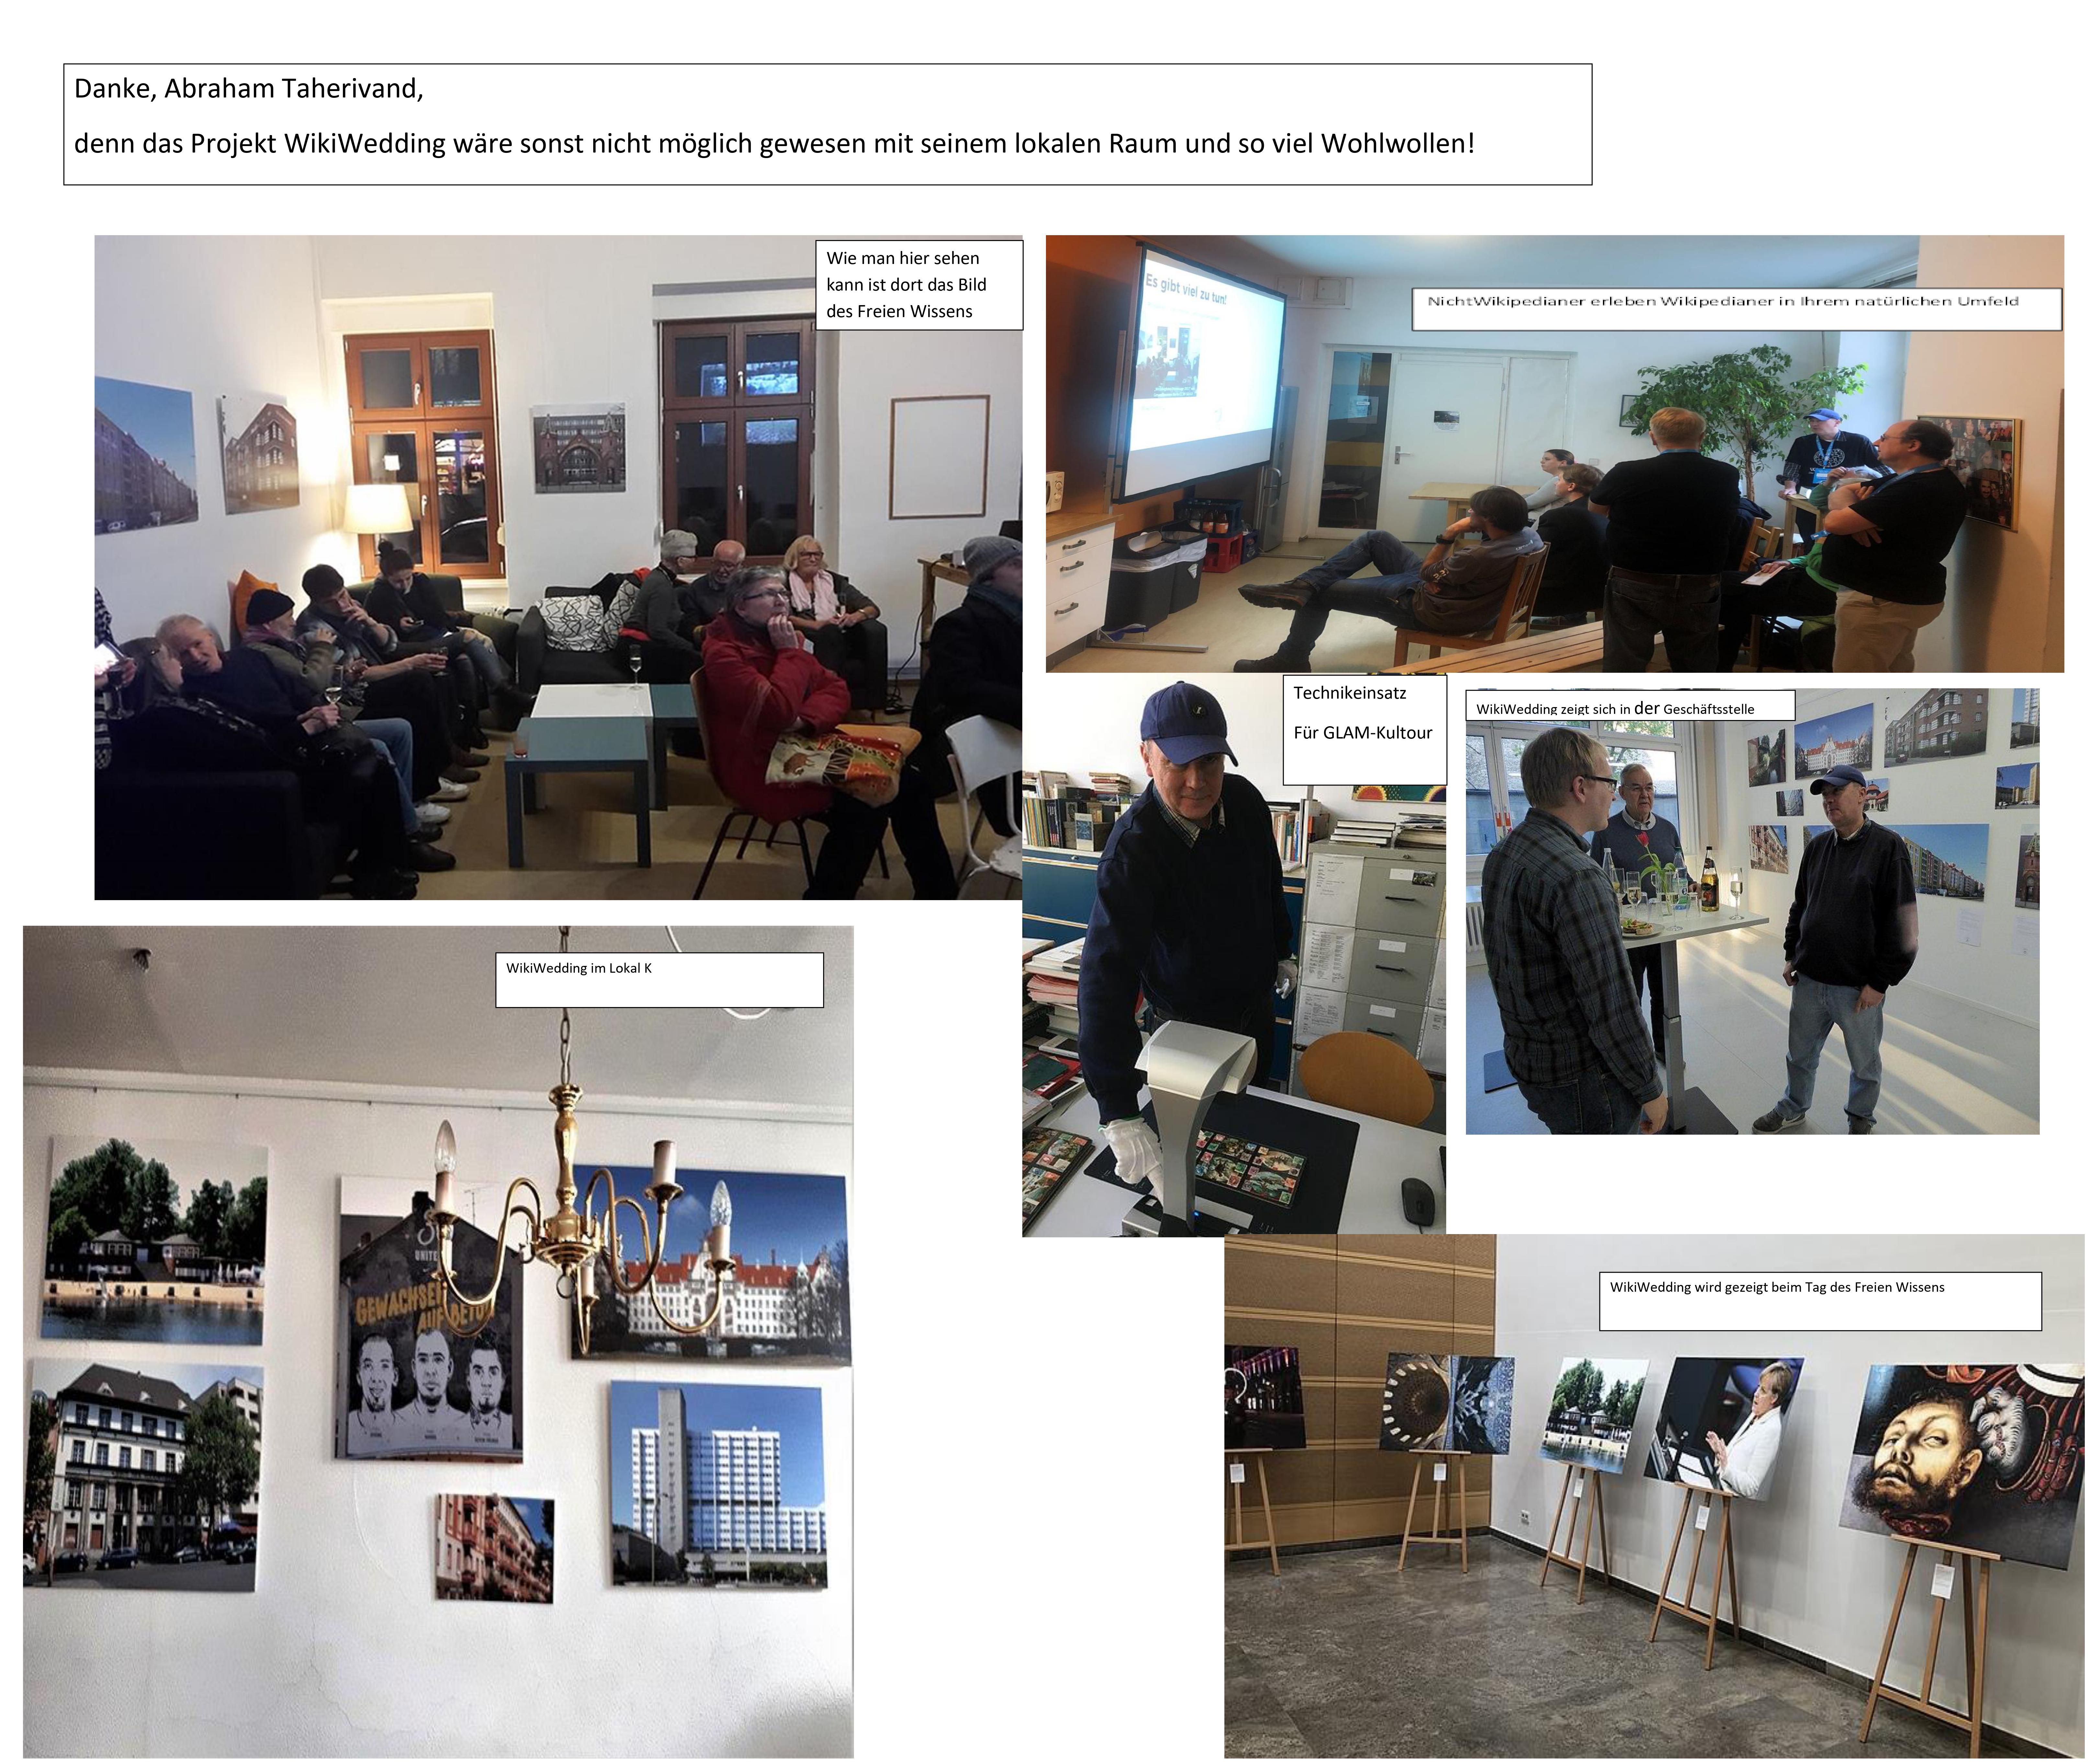 Danke, Abraham Taherivand,
denn das Projekt WikiWedding wäre sonst nicht möglich gewesen mit seinem lokalen Raum und so viel Wohlwollen!
Wie man hier sehen
kann ist dort das Bild
des Freien Wissens
Es gibt viel zu tun!
NichtWikipedianer erleben Wikipedianer in Ihrem natürlichen Umfeld
Technikeinsatz
Für GLAM-Kultour
WikiWedding zeigt sich in der Geschäftsstelle
WikiWedding im Lokal K
UNITE
GEWACHSEN
AUF BETON
WikiWedding wird gezeigt beim Tag des Freien Wissens